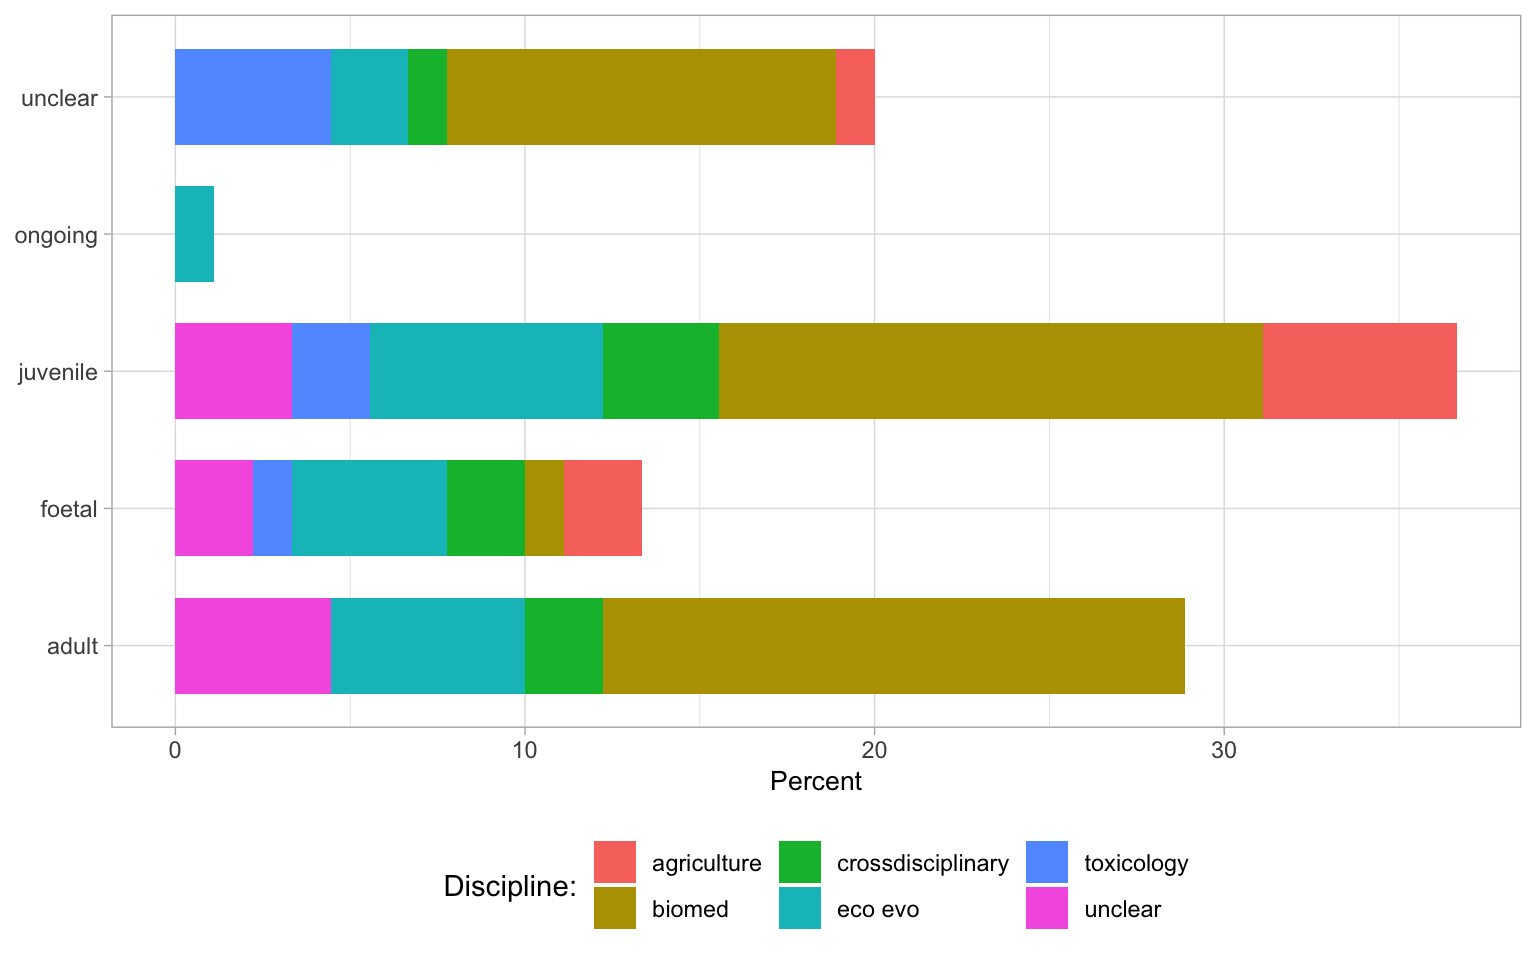 unclear
ongoing
juvenile
foetal
adult
0 10 20 30
Percent
Discipline:
agriculture crossdisciplinary toxicology
biomed eco evo unclear